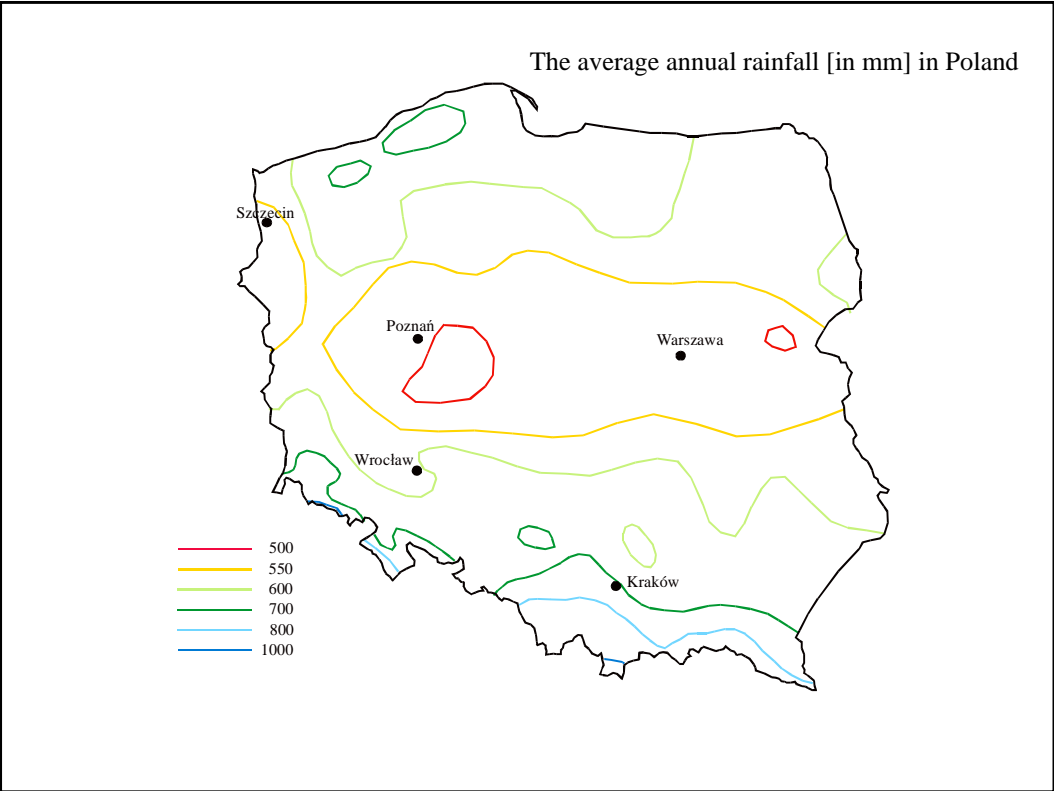 The average annual rainfall [in mm] in Poland
Szczecin
Poznań
Warszawa
Wrocław
Kraków
500
550
600
700
800
1000